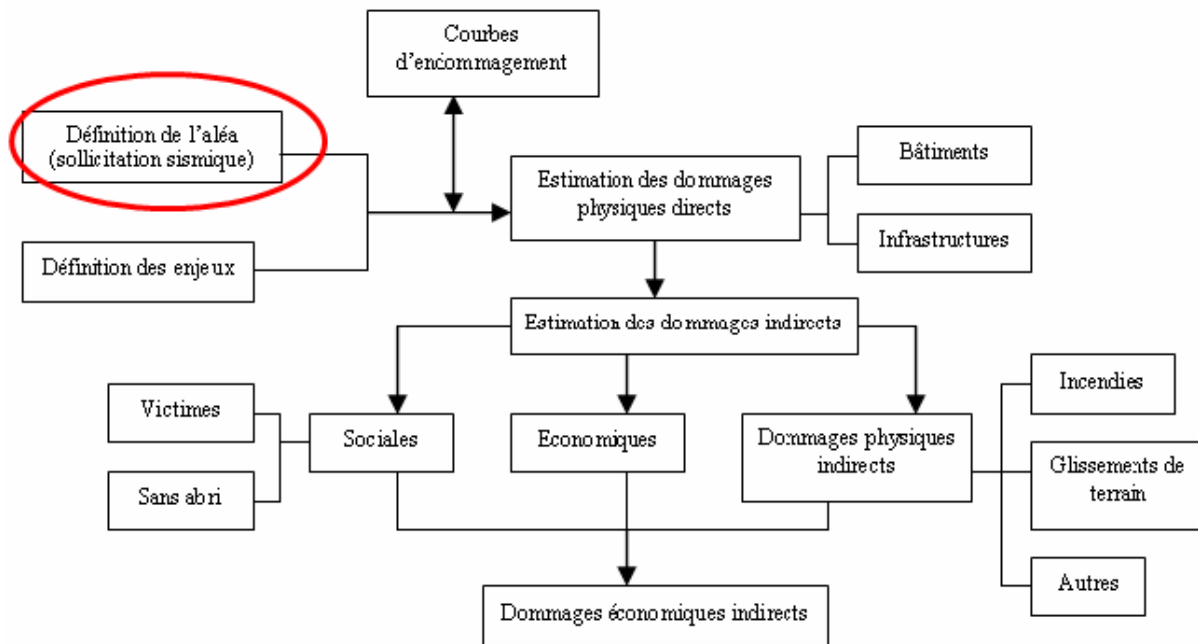 Courbes
d'endommagement
Définition de l'aléa
(sollicitation sismique)
Bâtiments
Estimation des dommages
physiques directs
Infrastructures
Définition des enjeux
Estimation des dommages indirects
Incendies
Victimes
Sociales
Economiques
Dommages physiques
indirects
Glissements de
terrain
Sans abri
Autres
Dommages économiques indirects